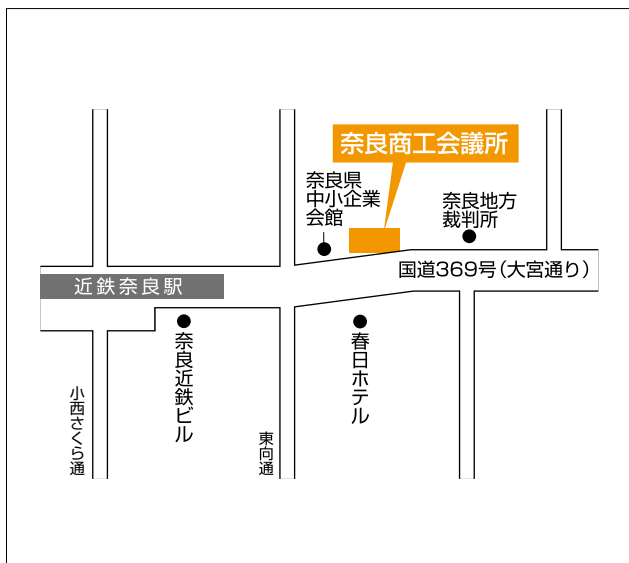 奈良商工会議所
奈良県
中小企業
会館
奈良地方
裁判所
国道369号(大宮通り)
近鉄奈良駅
奈良近鉄ビル
春日ホテル
小西さくら通
東向通